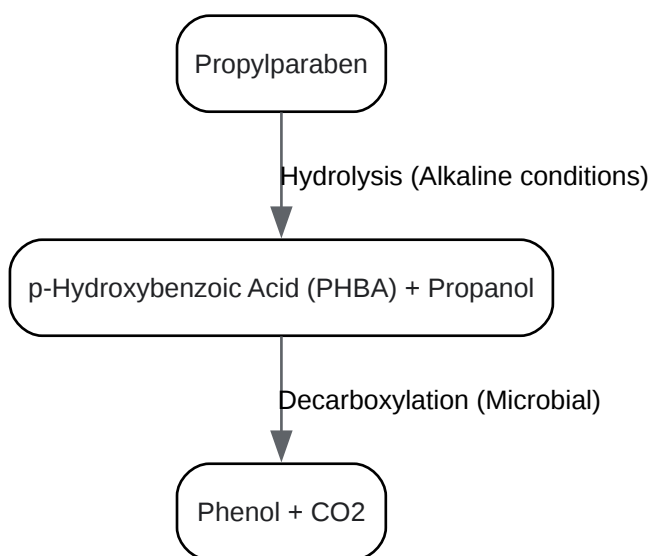 Propylparaben
Hydrolysis (Alkaline conditions)
p-Hydroxybenzoic Acid (PHBA) + Propanol
Decarboxylation (Microbial)
Phenol + CO2